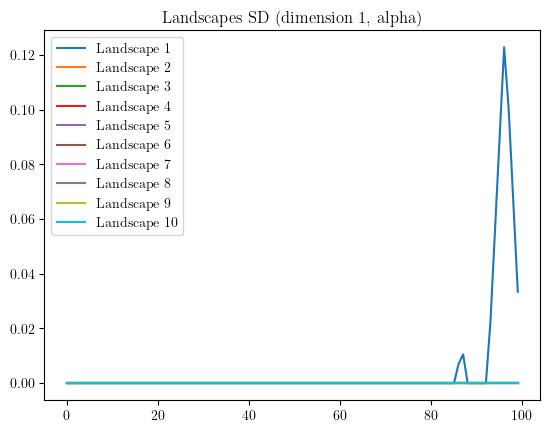 Landscapes SD (dimension 1, alpha)
Landscape 1
Landscape 2
Landscape 3
Landscape 4
Landscape 5
Landscape 6
Landscape 7
Landscape 8
Landscape 9
Landscape 10
0.12
0.10
0.08
0.06
0.04
0.02
0.00
0 20 40 60 80 100